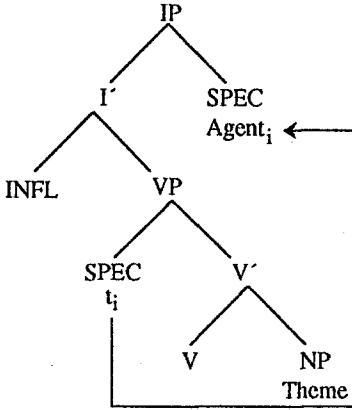 IP
I´ SPEC
Agentᵢ
INFL VP
SPEC V´
tᵢ
V NP
Theme